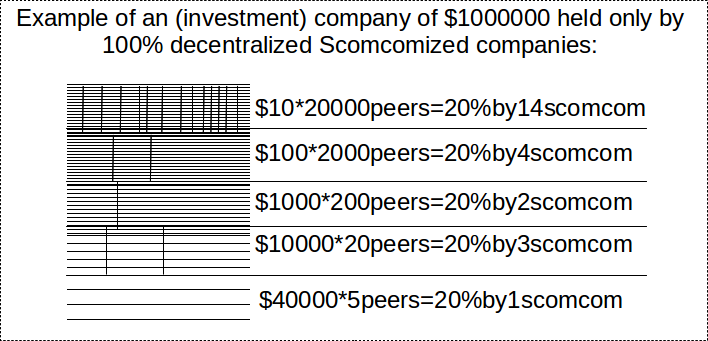 Example of an (investment) company of $1000000 held only by
100% decentralized Scomcomized companies:
$10*20000peers=20%by14scomcom
$100*2000peers=20%by4scomcom
$1000*200peers=20%by2scomcom
$10000*20peers=20%by3scomcom
$40000*5peers=20%by1scomcom